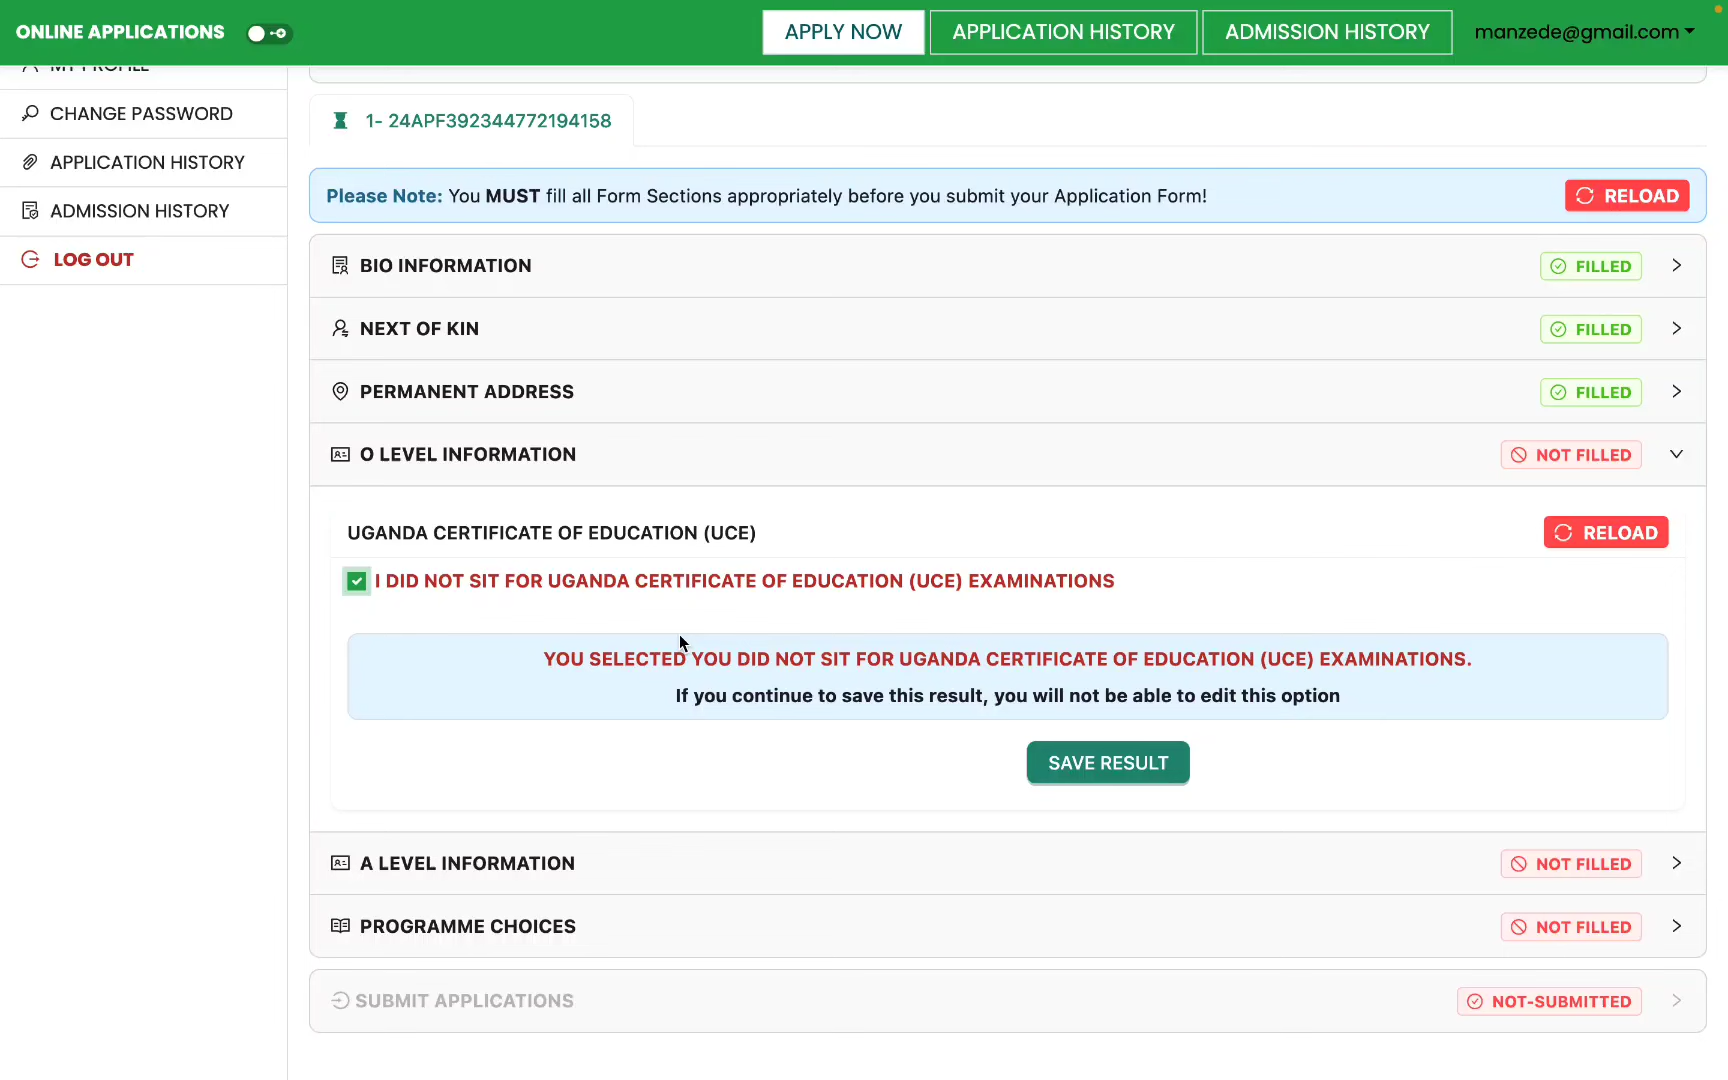 ONLINE APPLICATIONS
APPLY NOW
APPLICATION HISTORY
ADMISSION HISTORY
manzede@gmail.com
MY PROFILE
CHANGE PASSWORD
APPLICATION HISTORY
ADMISSION HISTORY
LOG OUT
1- 24APF392344772194158
Please Note: You MUST fill all Form Sections appropriately before you submit your Application Form!
RELOAD
BIO INFORMATION
FILLED
NEXT OF KIN
FILLED
PERMANENT ADDRESS
FILLED
O LEVEL INFORMATION
NOT FILLED
UGANDA CERTIFICATE OF EDUCATION (UCE)
RELOAD
I DID NOT SIT FOR UGANDA CERTIFICATE OF EDUCATION (UCE) EXAMINATIONS
YOU SELECTED YOU DID NOT SIT FOR UGANDA CERTIFICATE OF EDUCATION (UCE) EXAMINATIONS.
If you continue to save this result, you will not be able to edit this option
SAVE RESULT
A LEVEL INFORMATION
NOT FILLED
PROGRAMME CHOICES
NOT FILLED
SUBMIT APPLICATIONS
NOT-SUBMITTED